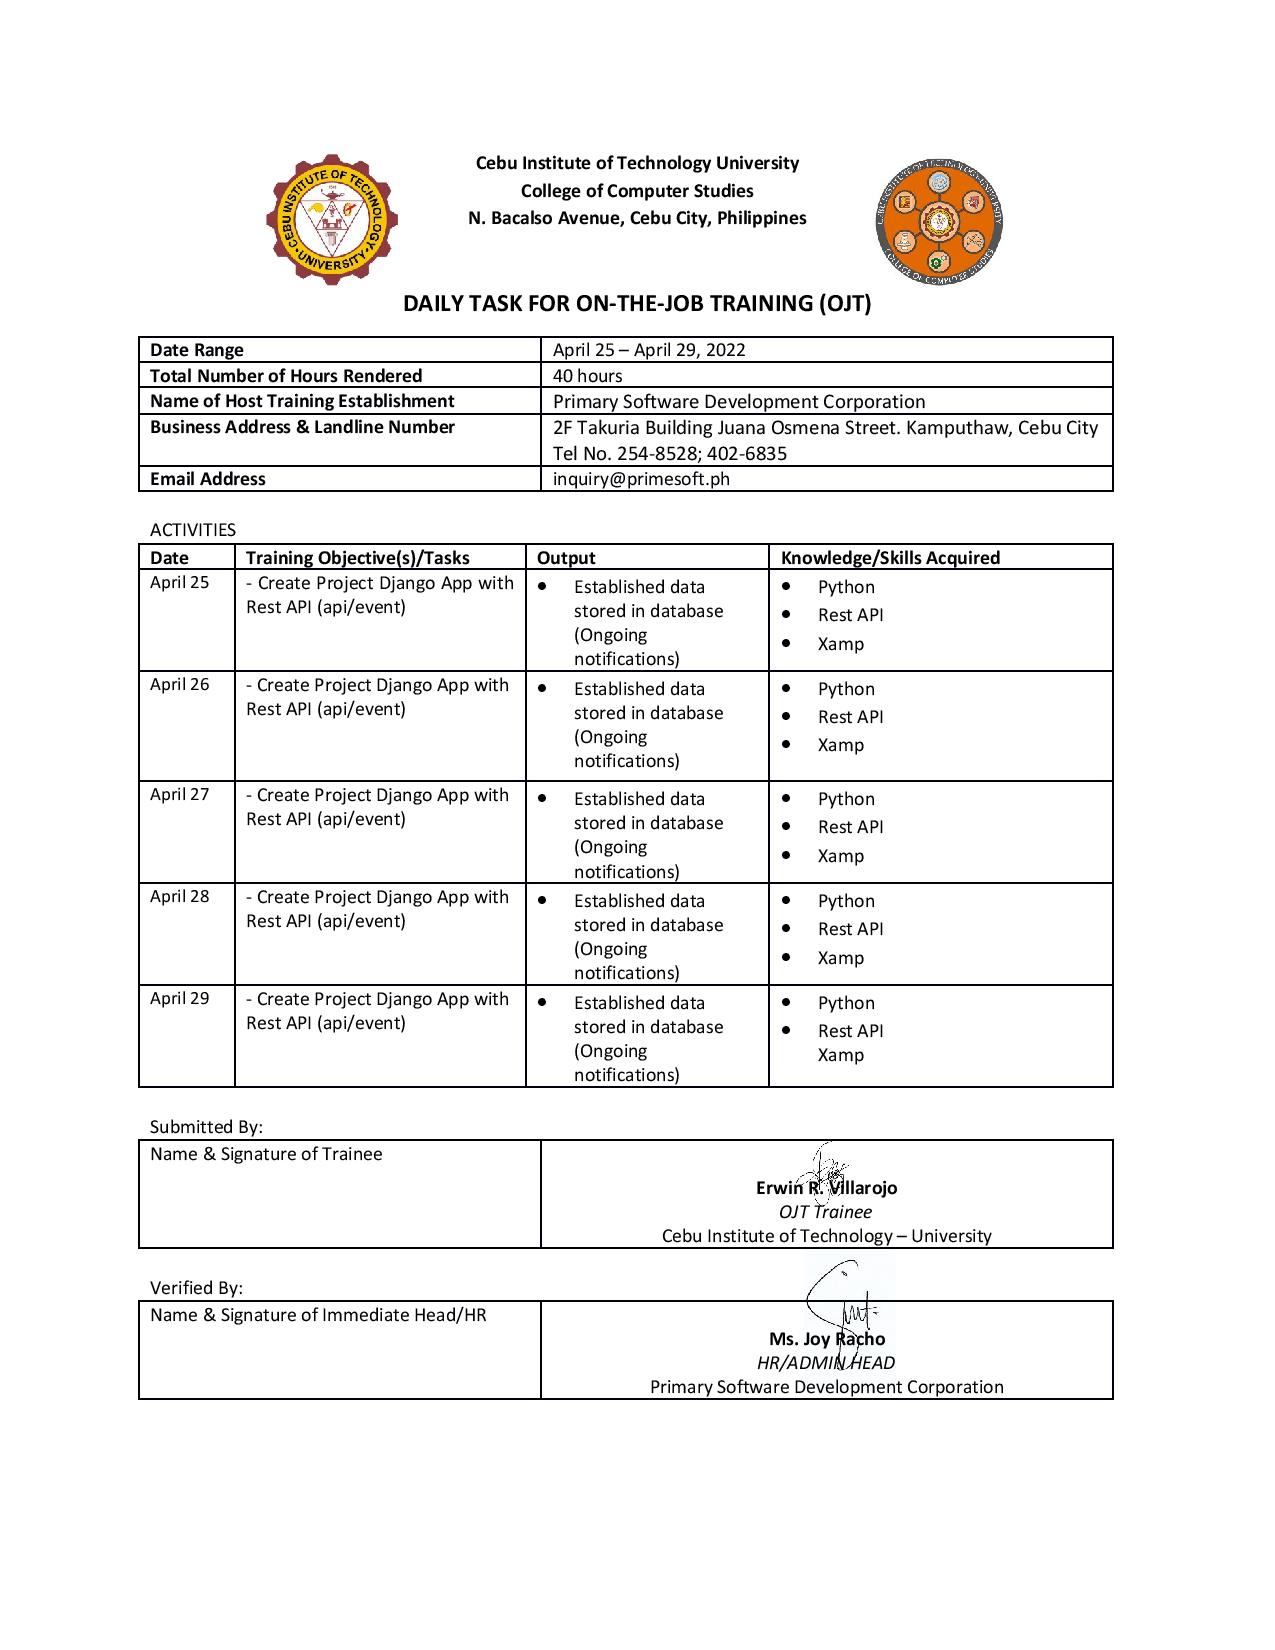 Cebu Institute of Technology University
College of Computer Studies
N. Bacalso Avenue, Cebu City, Philippines
CEBU INSTITUTE OF TECHNOLOGY
UNIVERSITY
CEBU INSTITUTE OF TECHNOLOGY UNIVERSITY
COLLEGE OF COMPUTER STUDIES
DAILY TASK FOR ON-THE-JOB TRAINING (OJT)
Date Range April 25 – April 29, 2022
Total Number of Hours Rendered 40 hours
Name of Host Training Establishment Primary Software Development Corporation
Business Address & Landline Number 2F Takuria Building Juana Osmena Street. Kamputhaw, Cebu City
Tel No. 254-8528; 402-6835
Email Address inquiry@primesoft.ph
ACTIVITIES
Date Training Objective(s)/Tasks Output Knowledge/Skills Acquired
April 25 - Create Project Django App with • Established data • Python
Rest API (api/event) stored in database • Rest API
(Ongoing • Xamp
notifications)
April 26 - Create Project Django App with • Established data • Python
Rest API (api/event) stored in database • Rest API
(Ongoing • Xamp
notifications)
April 27 - Create Project Django App with • Established data • Python
Rest API (api/event) stored in database • Rest API
(Ongoing • Xamp
notifications)
April 28 - Create Project Django App with • Established data • Python
Rest API (api/event) stored in database • Rest API
(Ongoing • Xamp
notifications)
April 29 - Create Project Django App with • Established data • Python
Rest API (api/event) stored in database • Rest API
(Ongoing Xamp
notifications)
Submitted By:
Name & Signature of Trainee
Erwin R. Villarojo
OJT Trainee
Cebu Institute of Technology – University
Verified By:
Name & Signature of Immediate Head/HR
Ms. Joy Racho
HR/ADMIN HEAD
Primary Software Development Corporation